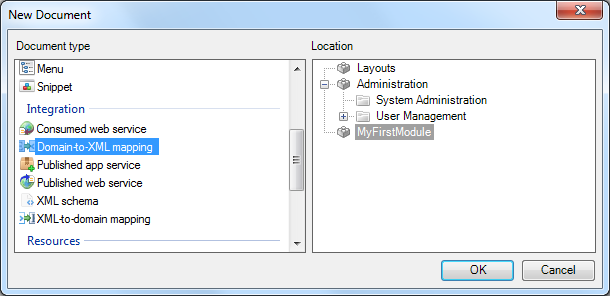 New Document
Document type
Location
Menu
Snippet
Integration
Consumed web service
Domain-to-XML mapping
Published app service
Published web service
XML schema
XML-to-domain mapping
Resources
Layouts
Administration
System Administration
User Management
MyFirstModule
OK
Cancel